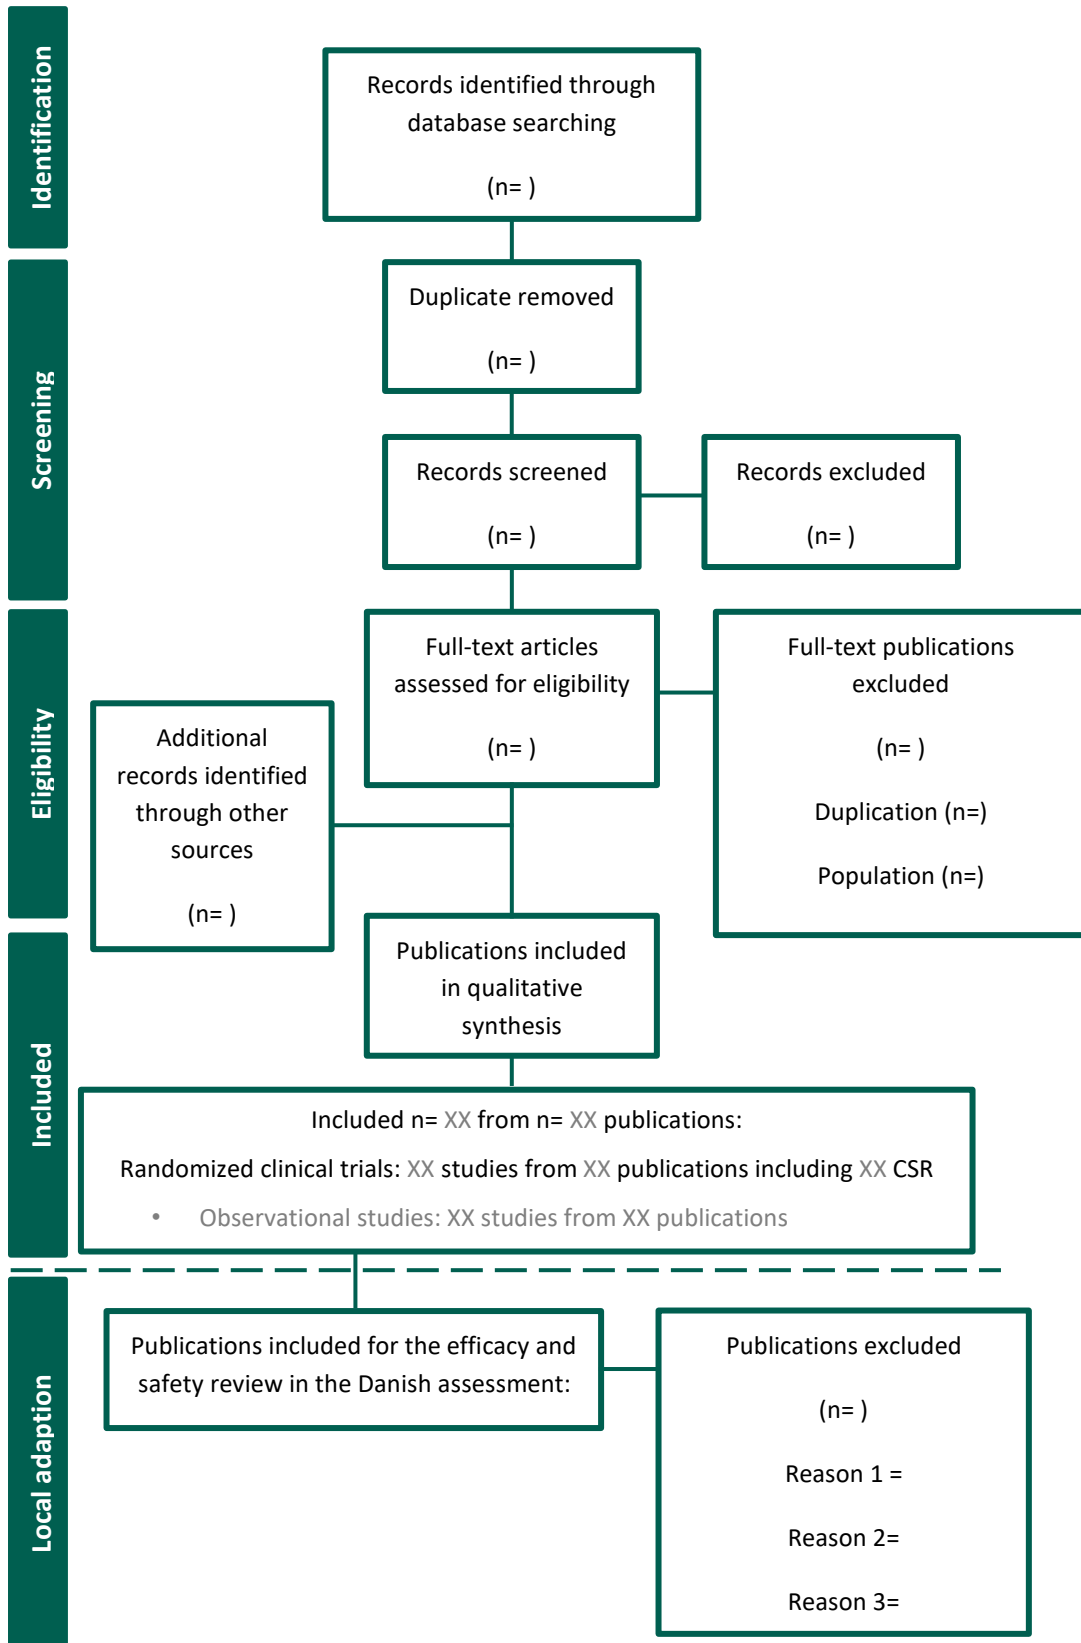 Identification
Records identified through
database searching
(n= )
Screening
Duplicate removed
(n= )
Records screened
(n= )
Records excluded
(n= )
Eligibility
Full-text articles
assessed for eligibility
(n= )
Full-text publications
excluded
(n= )
Duplication (n=)
Population (n=)
Additional
records identified
through other
sources
(n= )
Included
Publications included
in qualitative
synthesis
Included n= XX from n= XX publications:
Randomized clinical trials: XX studies from XX publications including XX CSR
• Observational studies: XX studies from XX publications
Local adaption
Publications included for the efficacy and
safety review in the Danish assessment:
Publications excluded
(n= )
Reason 1 =
Reason 2=
Reason 3=